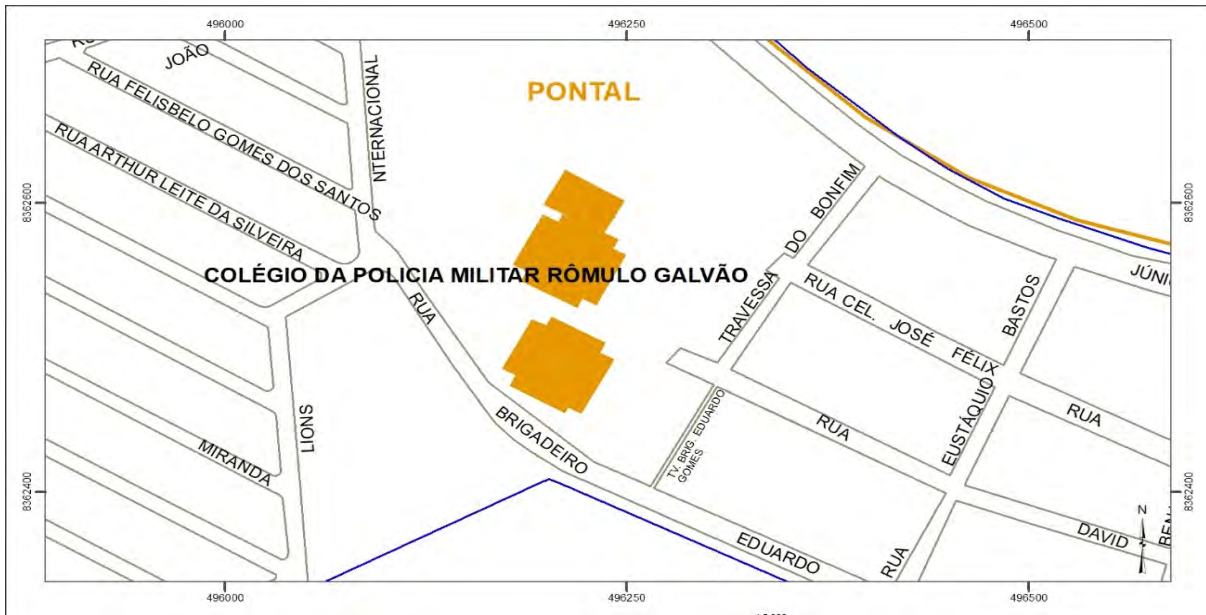 496000
496250
496500
JOÃO
NTERNACIONAL
PONTAL
RUA FELISBELO GOMES DOS SANTOS
RUA ARTHUR LEITE DA SILVEIRA
8362600
8362600
TRAVESSA DO BONFIM
COLÉGIO DA POLICIA MILITAR RÔMULO GALVÃO
JÚNI
RUA
RUA CEL. JOSÉ FÉLIX
RUA EUSTÁQUIO BASTOS
LIONS
BRIGADEIRO
TV. BRIG. EDUARDO
GOMES
RUA
RUA
MIRANDA
8362400
8362400
N
EDUARDO
DAVID
BEN
496000
496250
496500